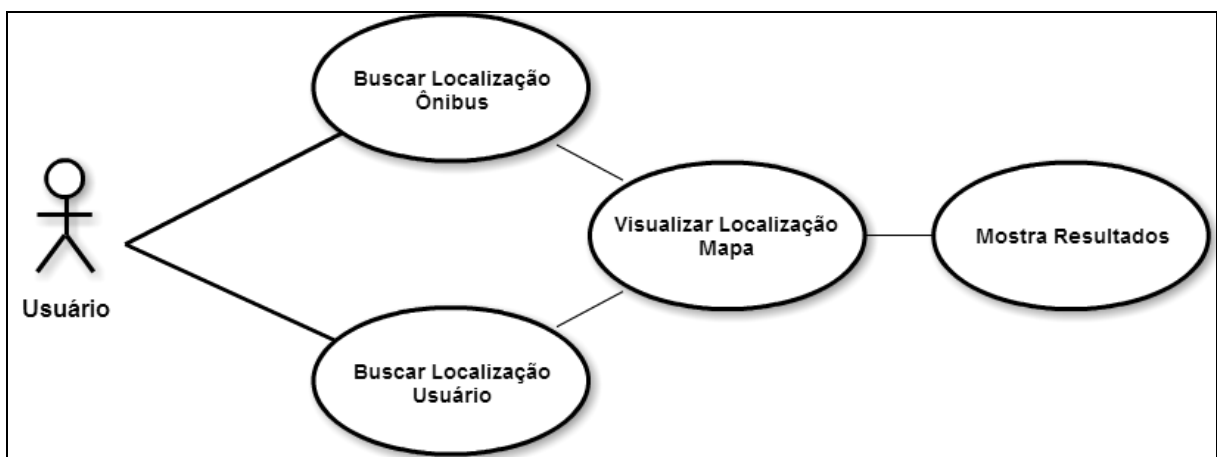 Buscar Localização
Ônibus
Visualizar Localização
Mapa
Mostra Resultados
Usuário
Buscar Localização
Usuário